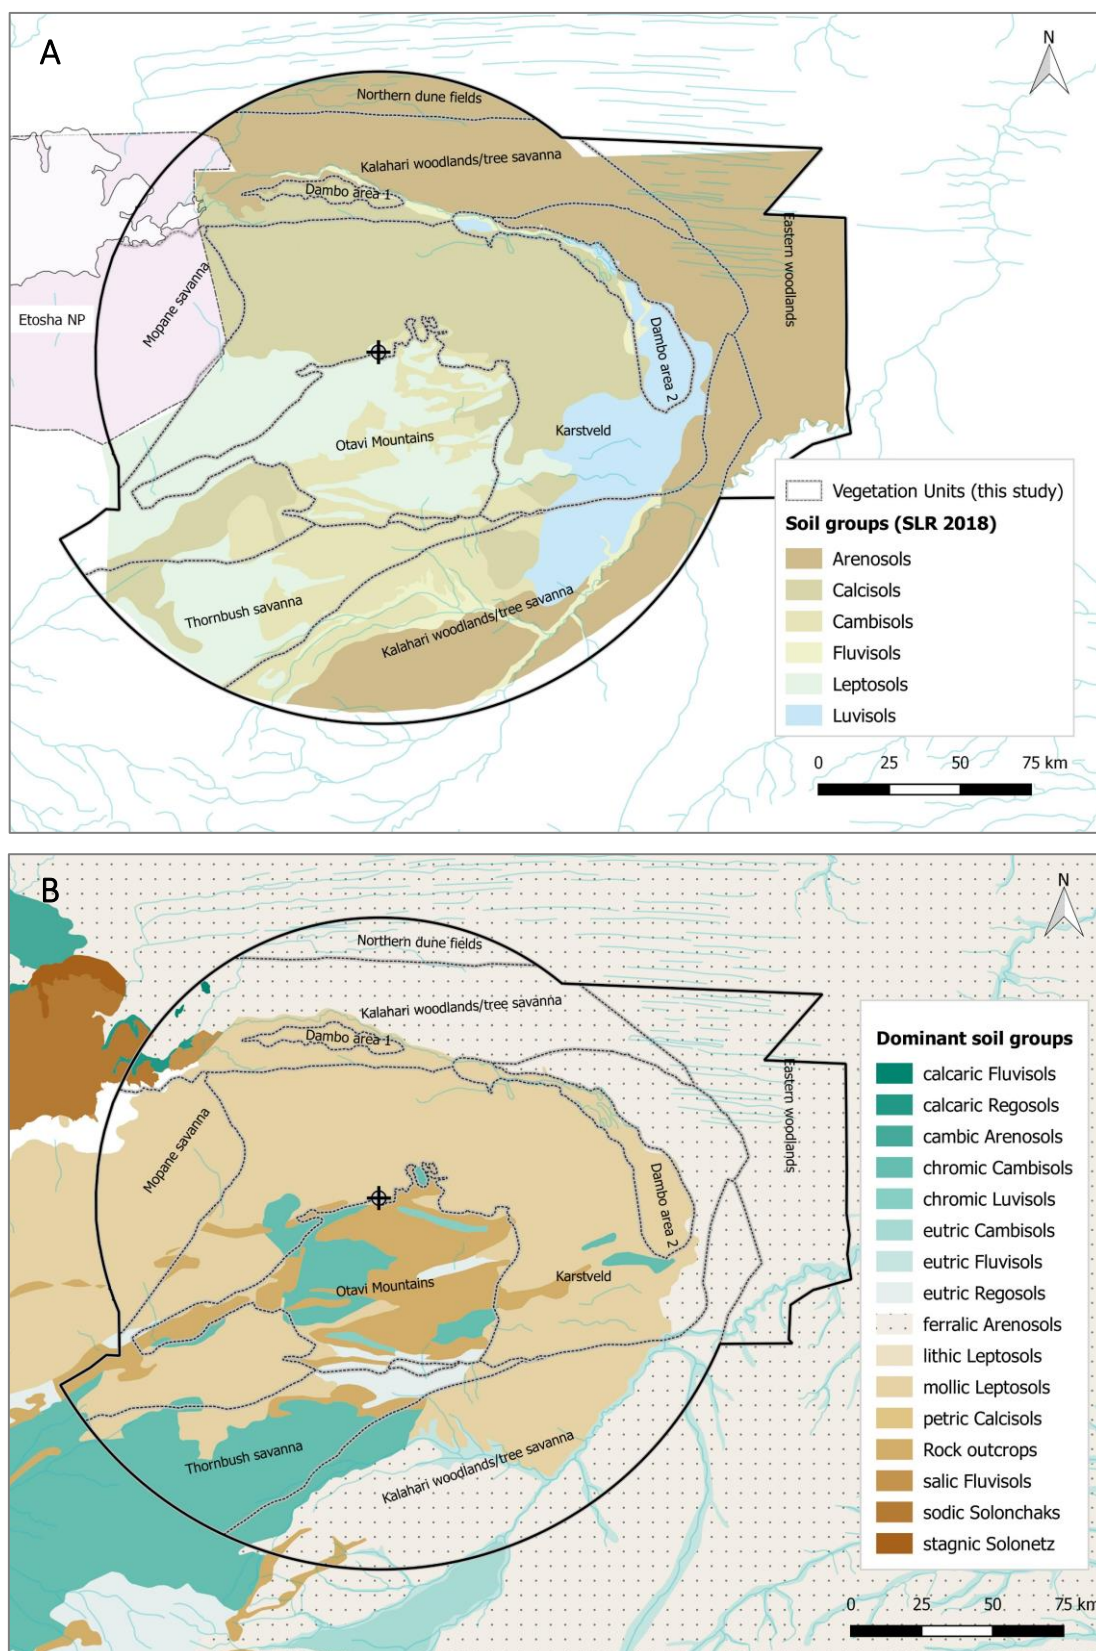 A
N
Northern dune fields
Kalahari woodlands/tree savanna
Dambo area 1
Eastern woodlands
Mopane savanna
Etosha NP
Dambo area 2
Karstveld
Otavi Mountains
Thornbush savanna
Kalahari woodlands/tree savanna
Vegetation Units (this study)
Soil groups (SLR 2018)
Arenosols
Calcisols
Cambisols
Fluvisols
Leptosols
Luvisols
0 25 50 75 km
B
N
Northern dune fields
Kalahari woodlands/tree savanna
Dambo area 1
Eastern woodlands
Mopane savanna
Dambo area 2
Karstveld
Otavi Mountains
Thornbush savanna
Kalahari woodlands/tree savanna
Dominant soil groups
calcaric Fluvisols
calcaric Regosols
cambic Arenosols
chromic Cambisols
chromic Luvisols
eutric Cambisols
eutric Fluvisols
eutric Regosols
ferralic Arenosols
lithic Leptosols
mollic Leptosols
petric Calcisols
Rock outcrops
salic Fluvisols
sodic Solonchaks
stagnic Solonetz
0 25 50 75 km